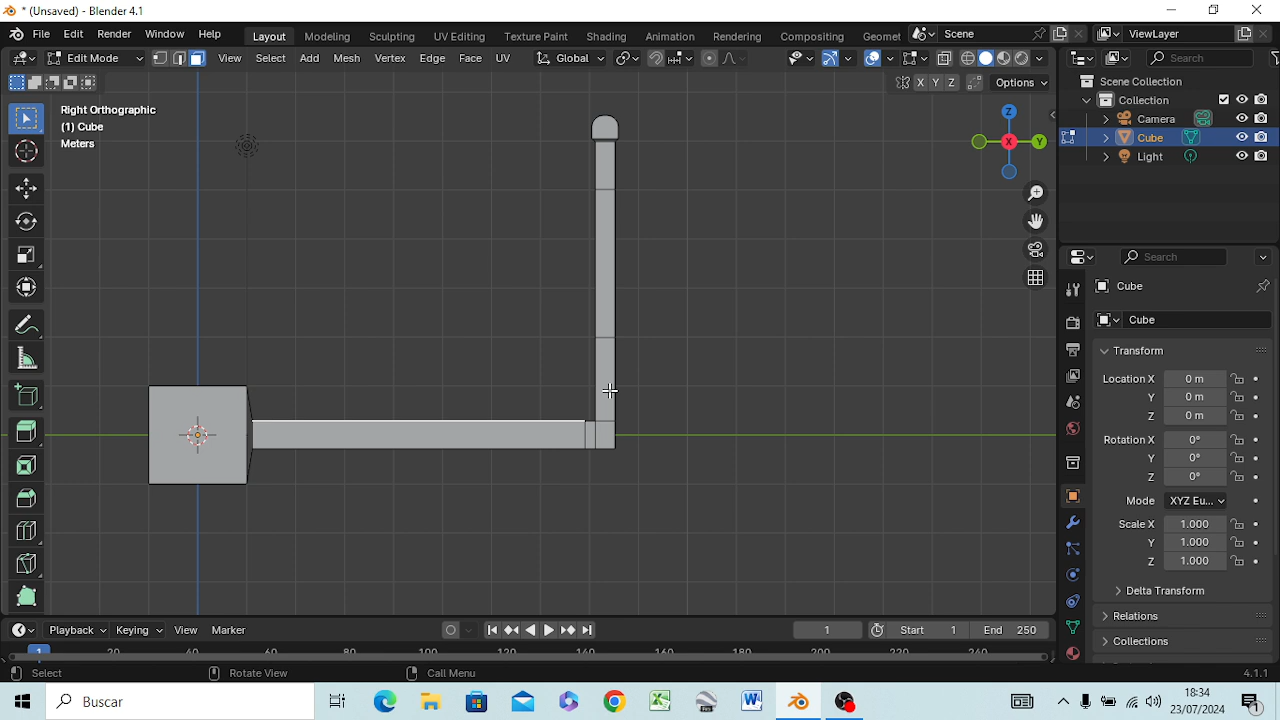 * (Unsaved) - Blender 4.1
File Edit Render Window Help Layout Modeling Sculpting UV Editing Texture Paint Shading Animation Rendering Compositing Geomet Scene ViewLayer
Edit Mode View Select Add Mesh Vertex Edge Face UV Global Search
X Y Z Options
Right Orthographic
(1) Cube
Meters
Z
X Y
Scene Collection
Collection
Camera
Cube
Light
Search
Cube
Cube
Transform
Location X 0 m
Y 0 m
Z 0 m
Rotation X 0°
Y 0°
Z 0°
Mode XYZ Eu...
Scale X 1.000
Y 1.000
Z 1.000
Delta Transform
Relations
Collections
Playback Keying View Marker 1 Start 1 End 250
1 20 40 60 80 100 120 140 160 180 200 220 240
Select Rotate View Call Menu 4.1.1
Buscar
18:34
23/07/2024
1